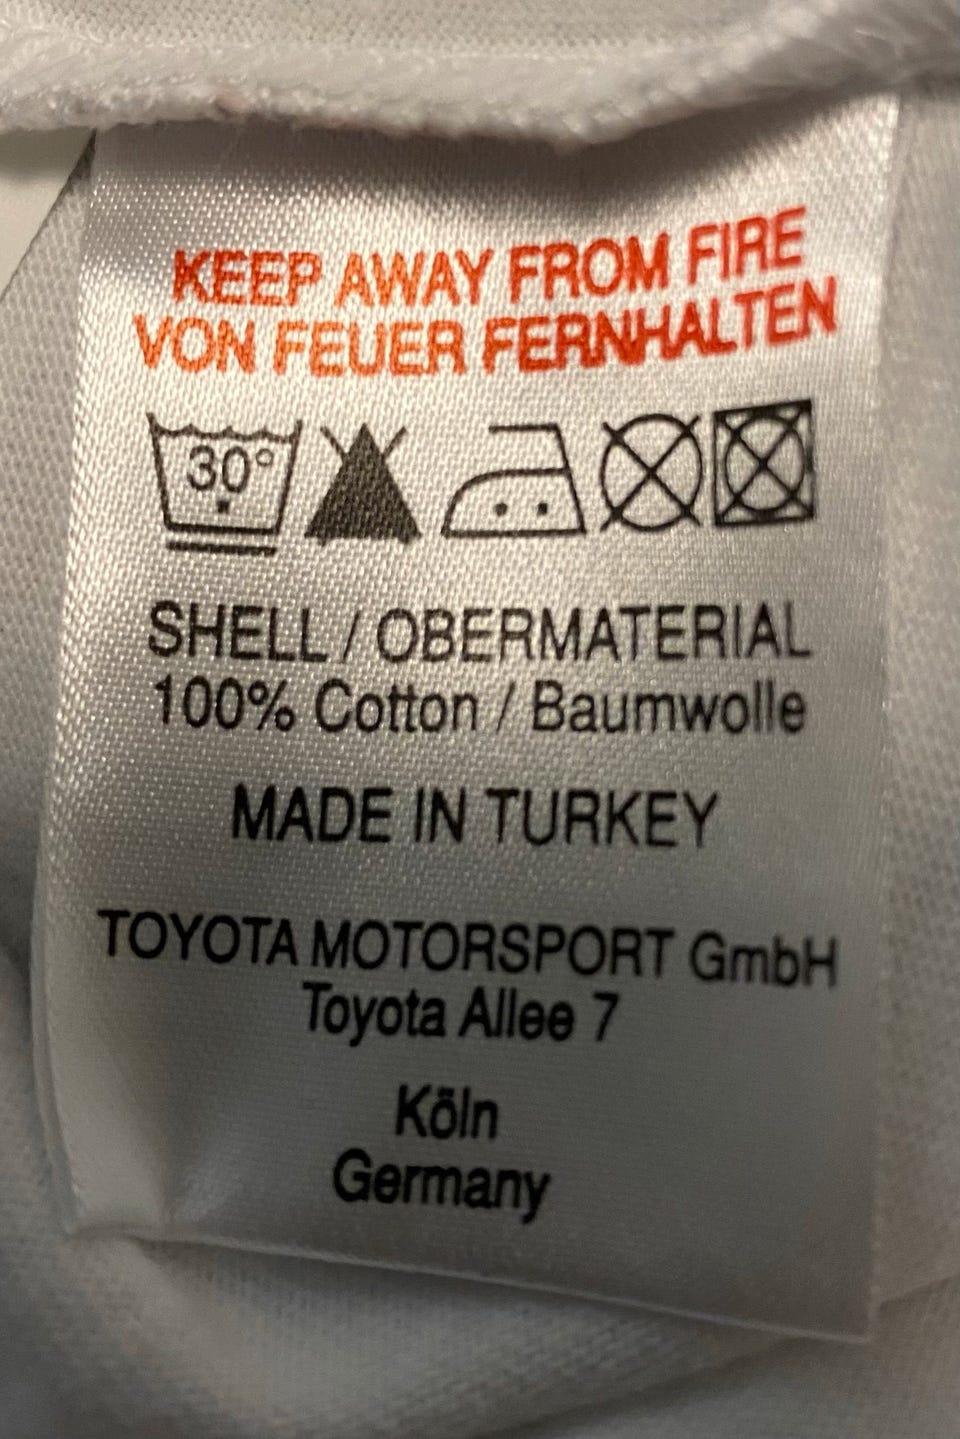 KEEP AWAY FROM FIRE
VON FEUER FERNHALTEN
30°
SHELL / OBERMATERIAL
100% Cotton / Baumwolle
MADE IN TURKEY
TOYOTA MOTORSPORT GmbH
Toyota Allee 7
Köln
Germany